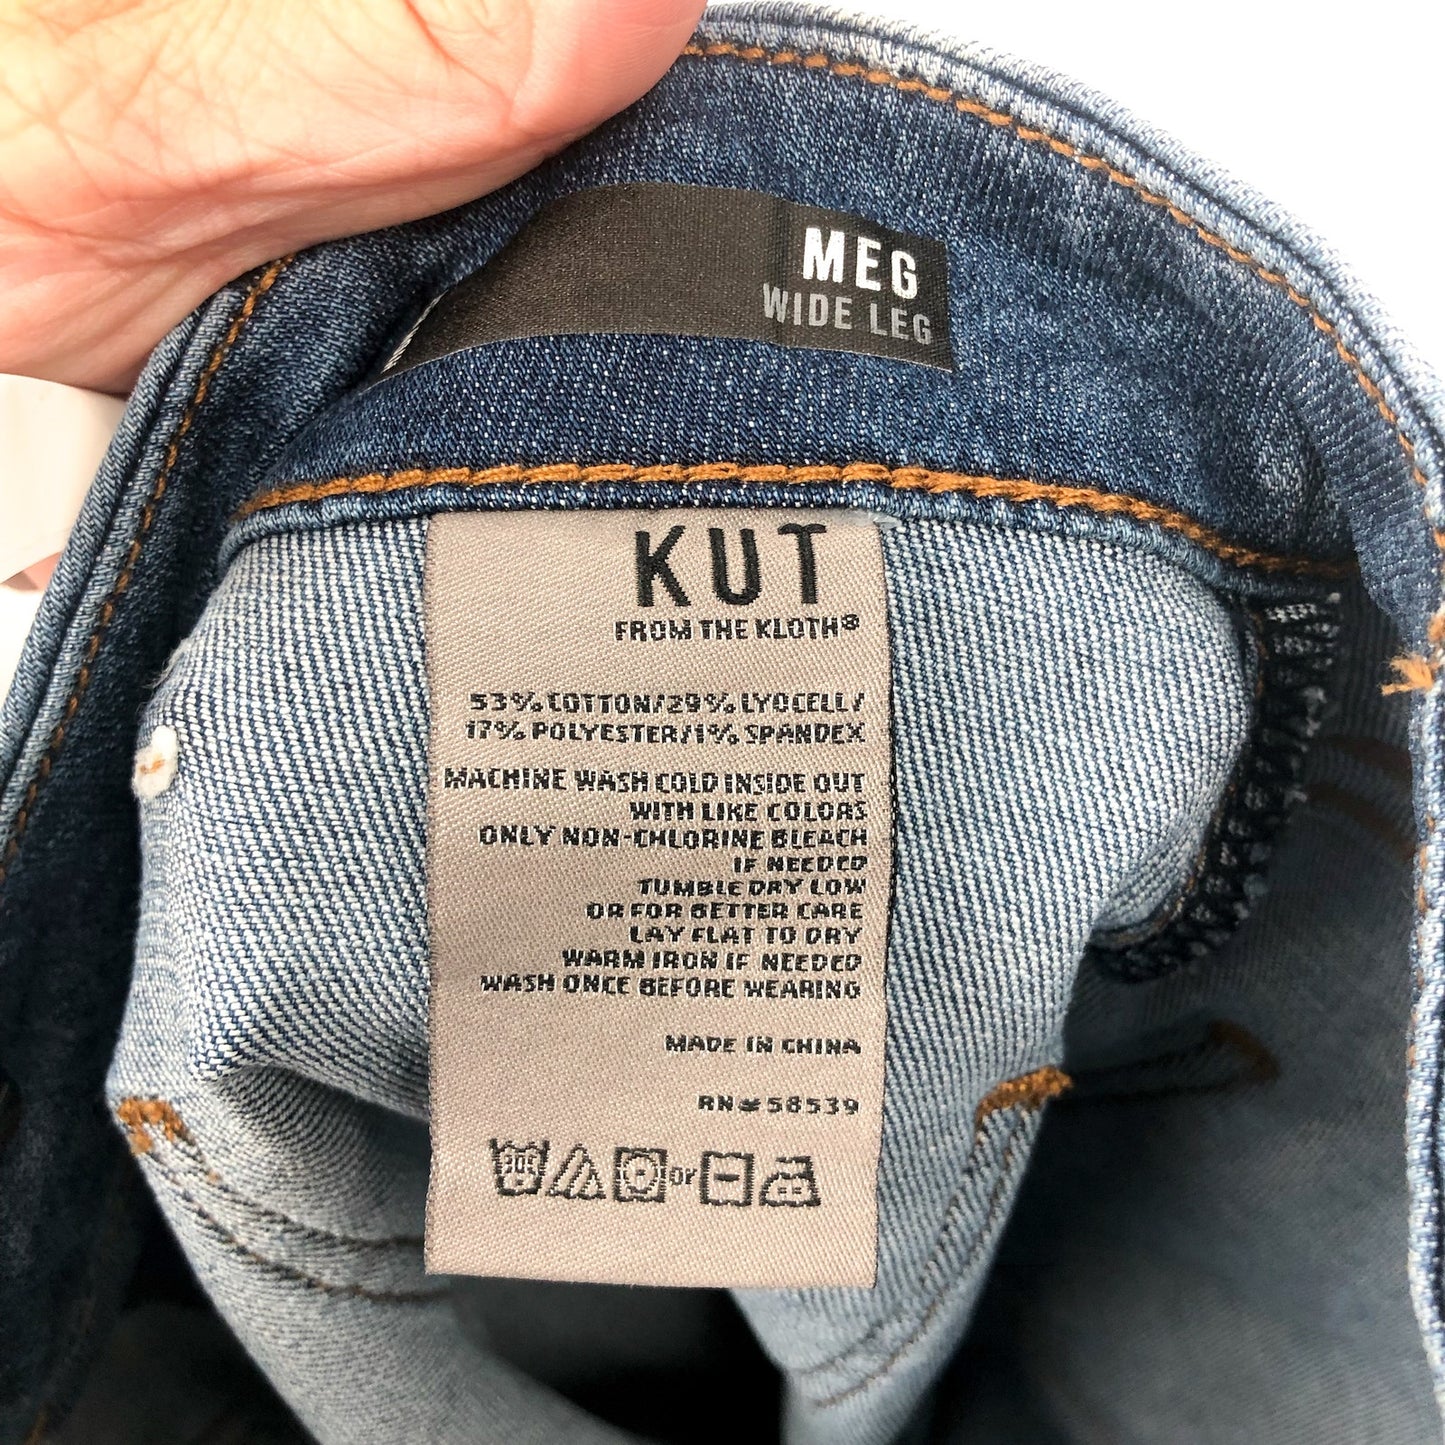 MEG
WIDE LEG
KUT
FROM THE KLOTH®
53% COTTON/29% LYOCELL/
17% POLYESTER/1% SPANDEX
MACHINE WASH COLD INSIDE OUT
WITH LIKE COLORS
ONLY NON-CHLORINE BLEACH
IF NEEDED
TUMBLE DRY LOW
OR FOR BETTER CARE
LAY FLAT TO DRY
WARM IRON IF NEEDED
WASH ONCE BEFORE WEARING
MADE IN CHINA
RN# 58539
30C or